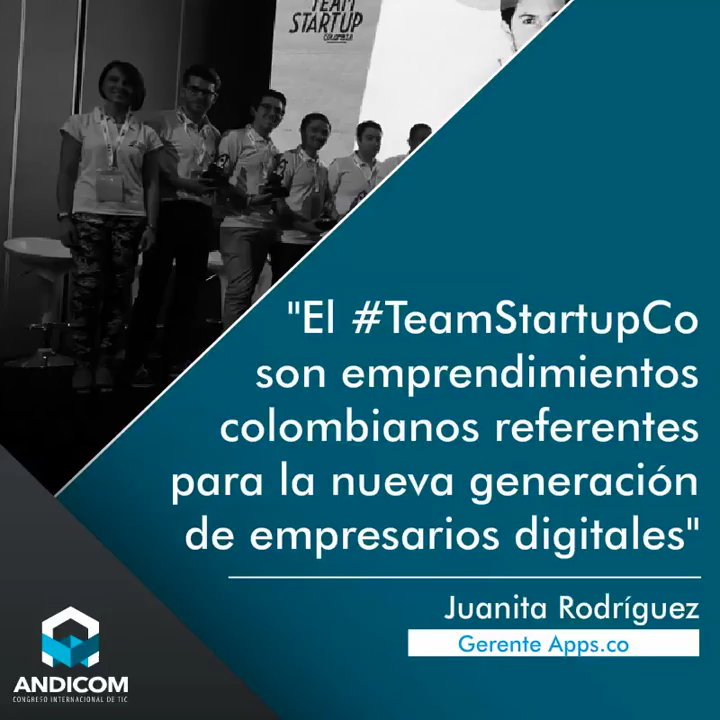 TEAM
STARTUP
COLOMBIA
"El #TeamStartupCo
son emprendimientos
colombianos referentes
para la nueva generación
de empresarios digitales"
Juanita Rodríguez
Gerente Apps.co
ANDICOM
CONGRESO INTERNACIONAL DE TIC